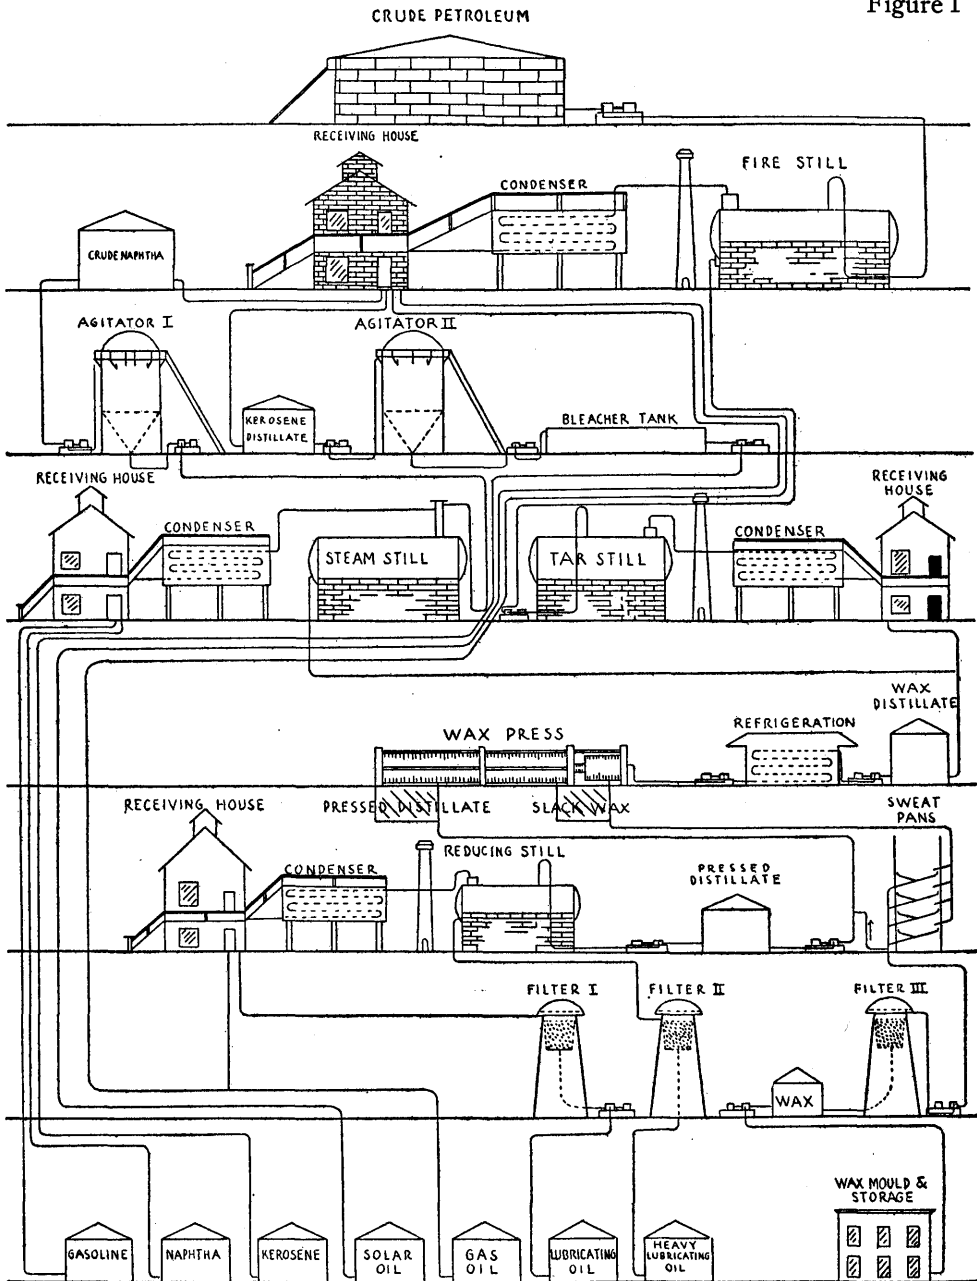 Figure I
CRUDE PETROLEUM
RECEIVING HOUSE
CONDENSER
FIRE STILL
CRUDE NAPHTHA
AGITATOR I
AGITATOR II
KEROSENE
DISTILLATE
BLEACHER TANK
RECEIVING HOUSE
CONDENSER
STEAM STILL
TAR STILL
CONDENSER
RECEIVING
HOUSE
WAX
DISTILLATE
WAX PRESS
REFRIGERATION
RECEIVING HOUSE
PRESSED DISTILLATE
SLACK WAX
SWEAT
PANS
CONDENSER
REDUCING STILL
PRESSED
DISTILLATE
FILTER I
FILTER II
FILTER III
WAX
WAX MOULD &
STORAGE
GASOLINE
NAPHTHA
KEROSENE
SOLAR
OIL
GAS
OIL
LUBRICATING
OIL
HEAVY
LUBRICATING
OIL